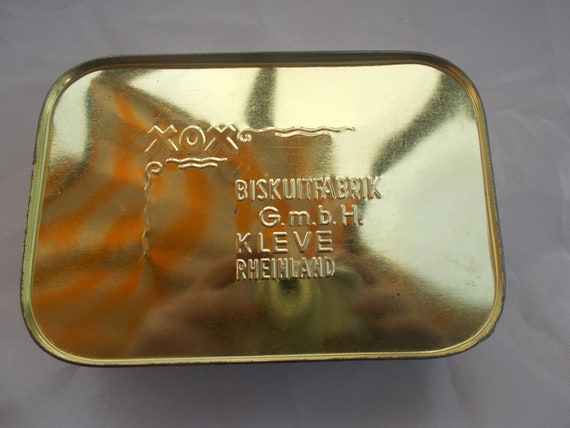 XOX
BISKUITFABRIK
G.m.b.H.
KLEVE
RHEINLAND